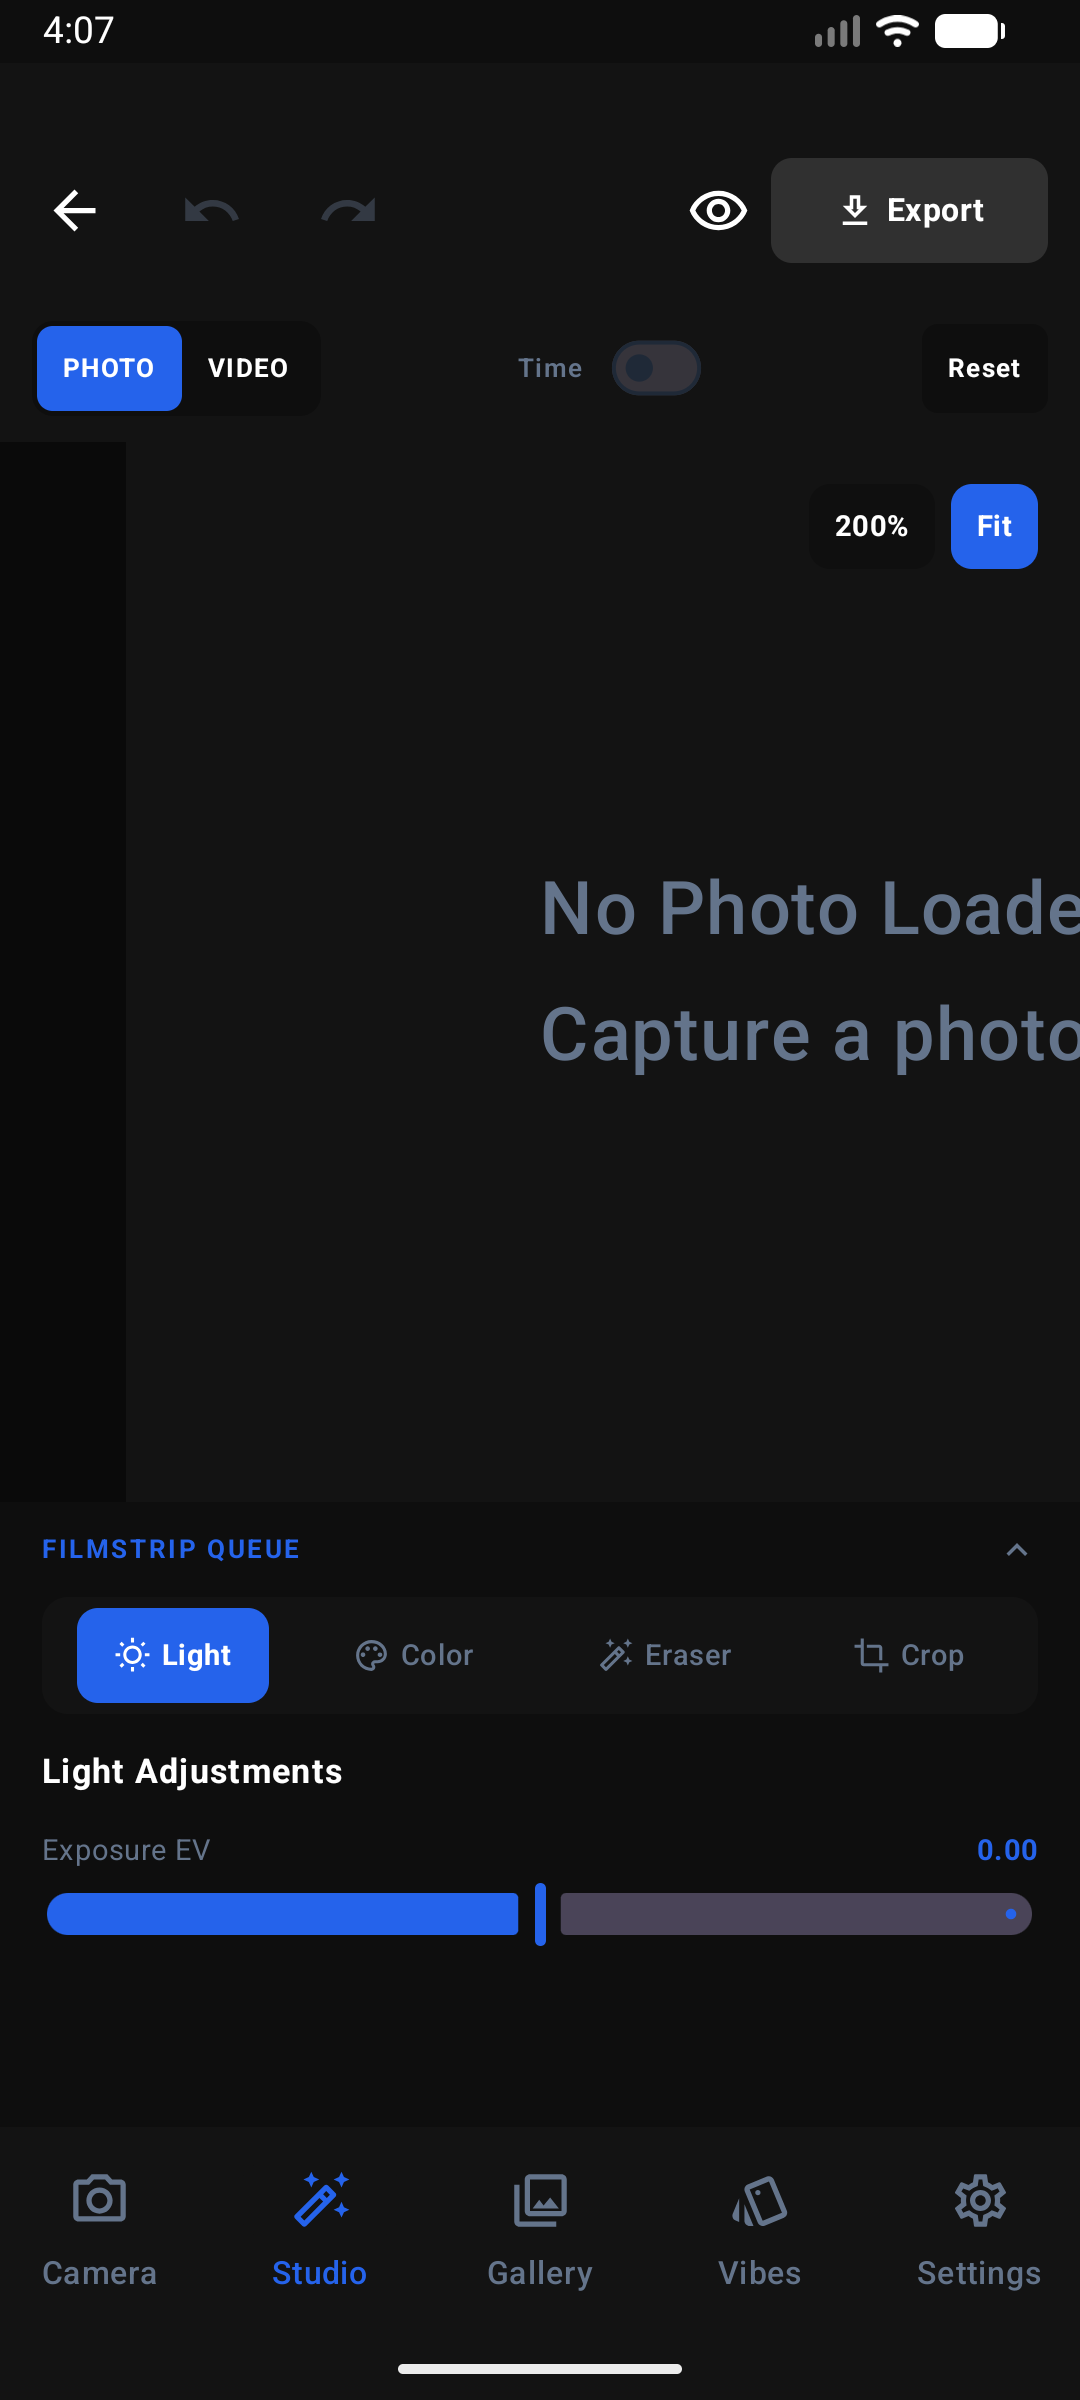 4:07
Export
PHOTO
VIDEO
Time
Reset
200%
Fit
No Photo Loade
Capture a photo
FILMSTRIP QUEUE
Light
Color
Eraser
Crop
Light Adjustments
Exposure EV
0.00
Camera
Studio
Gallery
Vibes
Settings